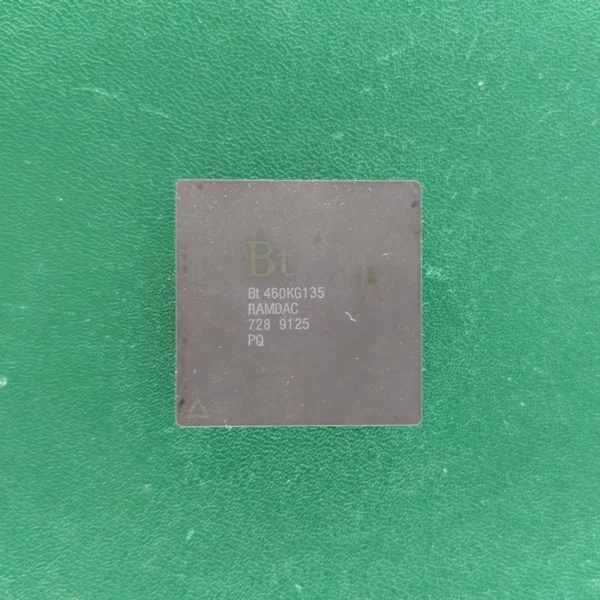 Bt
Bt 460KG135
RAMDAC
728 9125
PQ